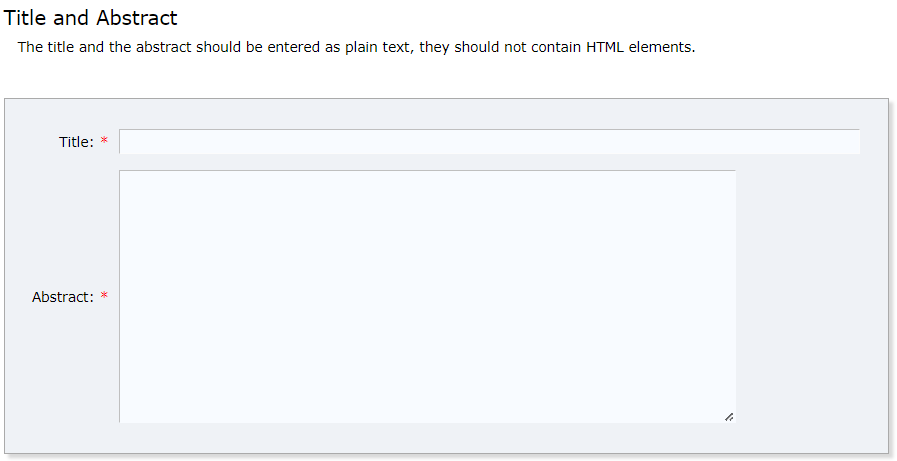 Title and Abstract
The title and the abstract should be entered as plain text, they should not contain HTML elements.
Title: *
Abstract: *